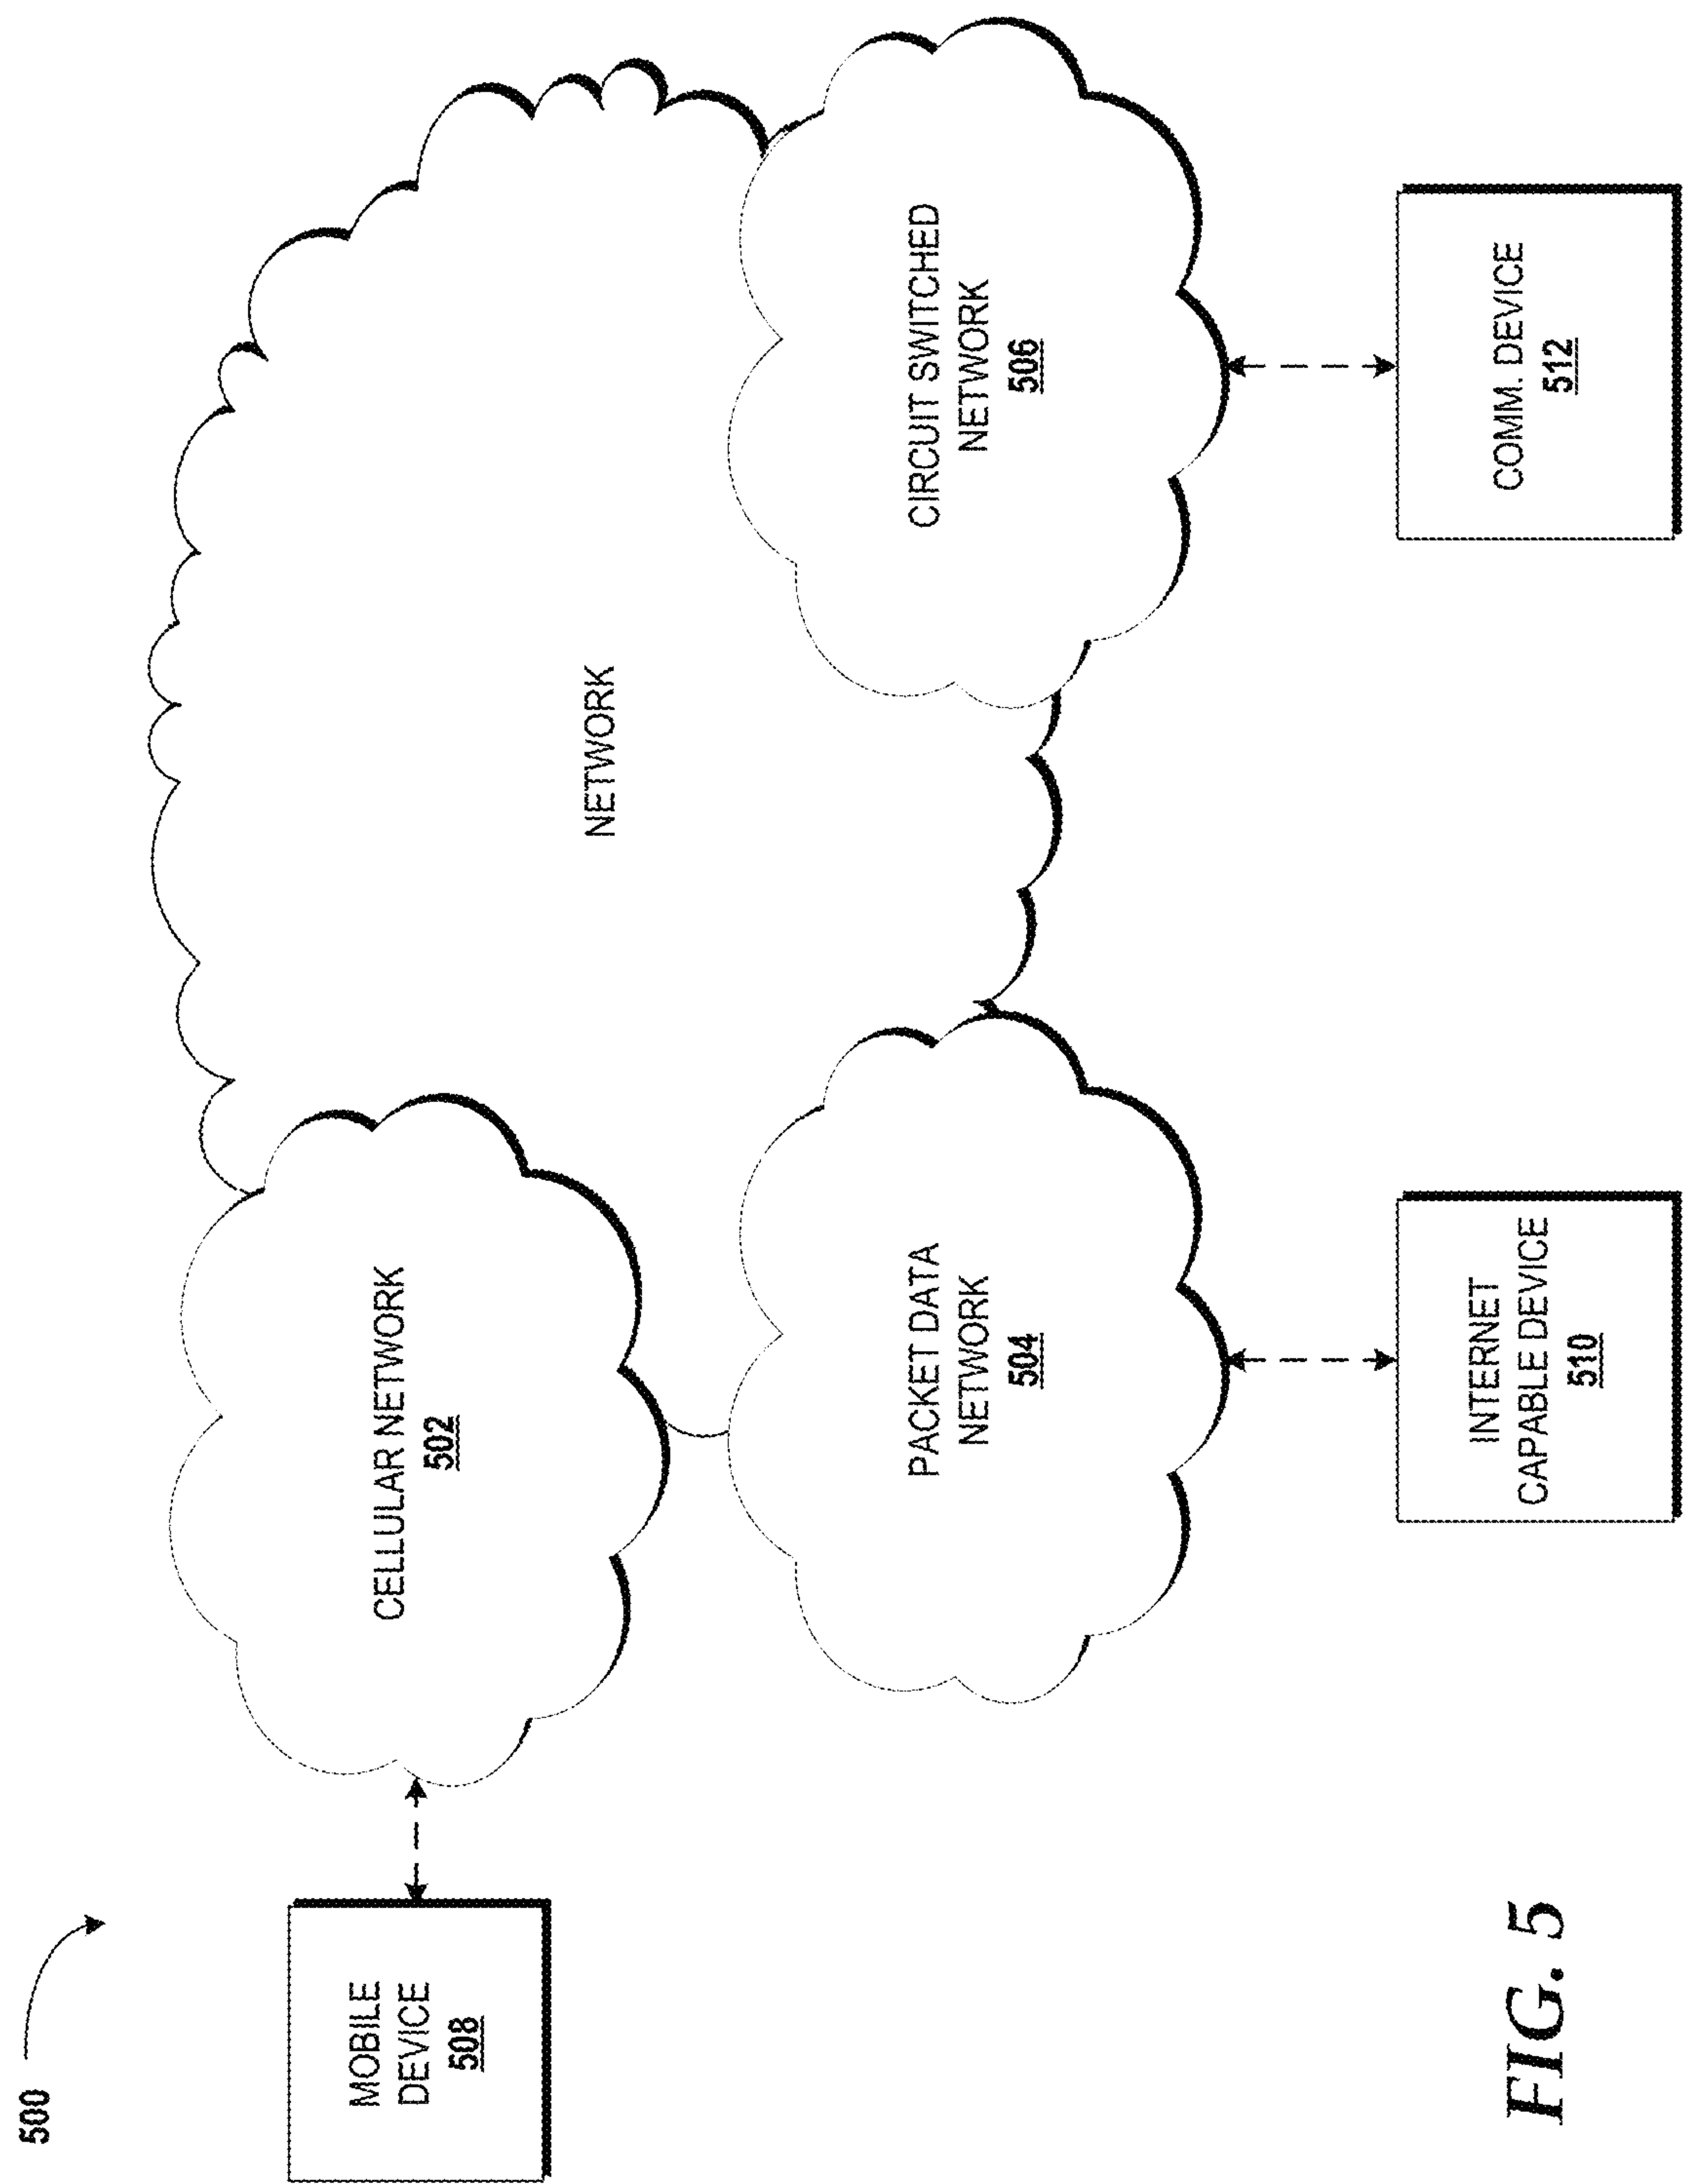 500
MOBILE
DEVICE
508
CELLULAR NETWORK
502
NETWORK
PACKET DATA
NETWORK
504
CIRCUIT SWITCHED
NETWORK
506
INTERNET
CAPABLE DEVICE
510
COMM. DEVICE
512
FIG. 5